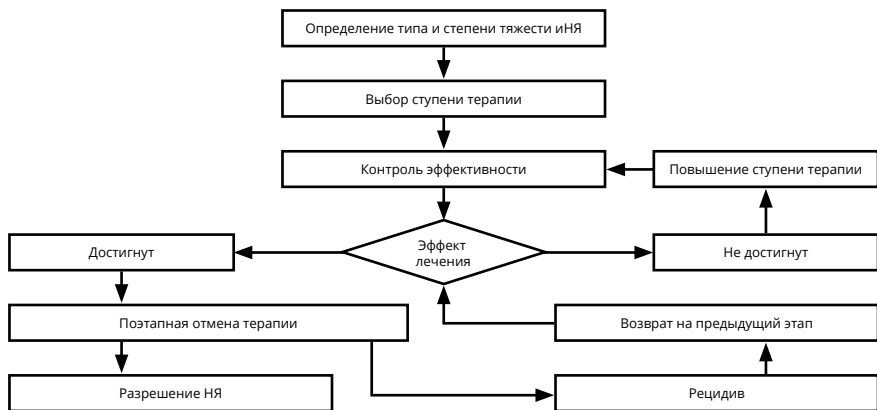 Определение типа и степени тяжести иНЯ
Выбор ступени терапии
Контроль эффективности
Повышение ступени терапии
Эффект
лечения
Достигнут
Не достигнут
Поэтапная отмена терапии
Возврат на предыдущий этап
Разрешение НЯ
Рецидив